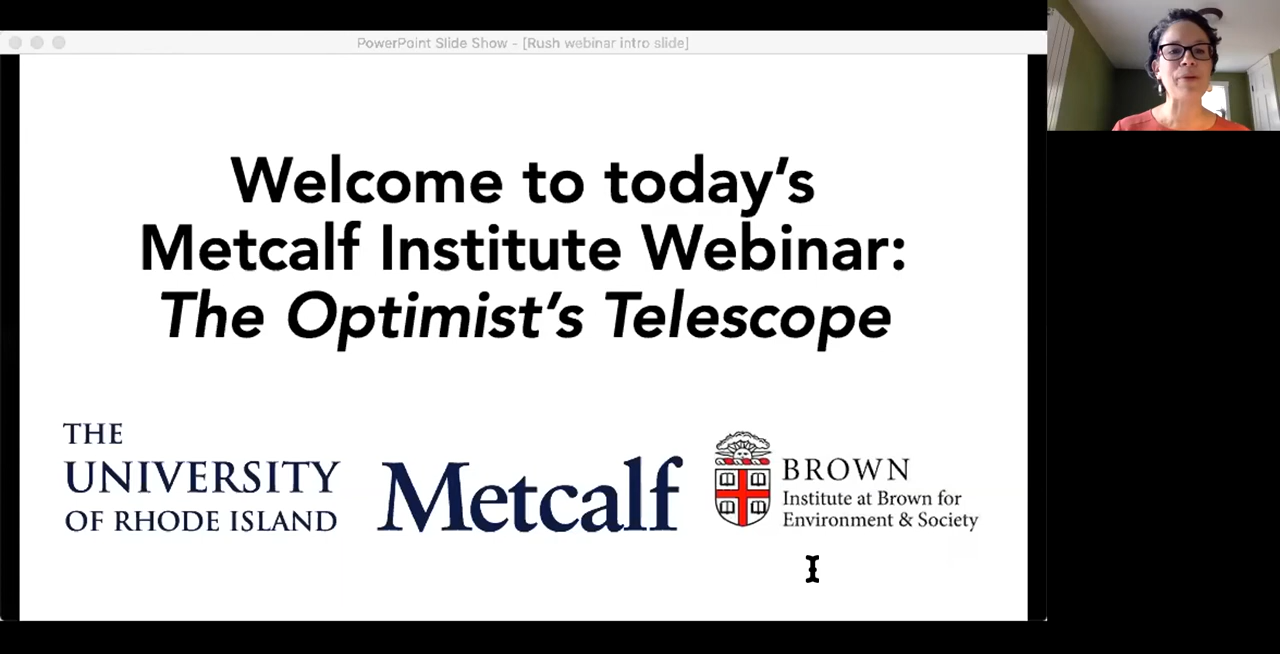 PowerPoint Slide Show - [Rush webinar intro slide]
Welcome to today’s
Metcalf Institute Webinar:
The Optimist’s Telescope
THE
UNIVERSITY
OF RHODE ISLAND
Metcalf
BROWN
Institute at Brown for
Environment & Society